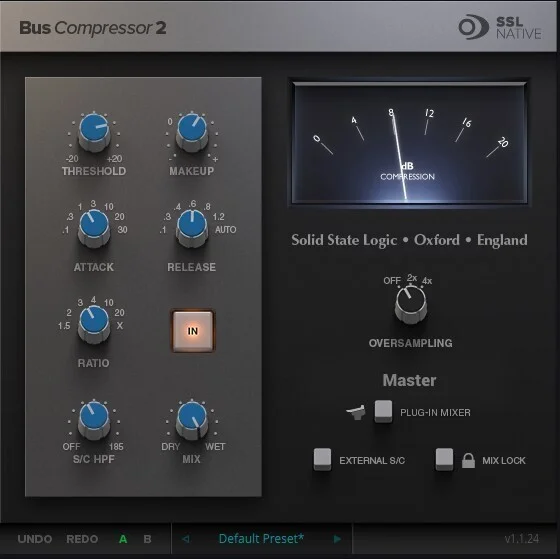 Bus Compressor 2
SSL
NATIVE
-20 +20
THRESHOLD
0
- +
MAKEUP
0 4 8 12 16 20
dB
COMPRESSION
.1 .3 1 3 10 20 30
ATTACK
.1 .3 .4 .6 .8 1.2 AUTO
RELEASE
Solid State Logic • Oxford • England
OFF 2x 4x
OVERSAMPLING
1.5 2 3 4 10 20 X
RATIO
IN
Master
PLUG-IN MIXER
OFF 185
S/C HPF
DRY WET
MIX
EXTERNAL S/C
MIX LOCK
UNDO REDO A B
Default Preset*
v1.1.24